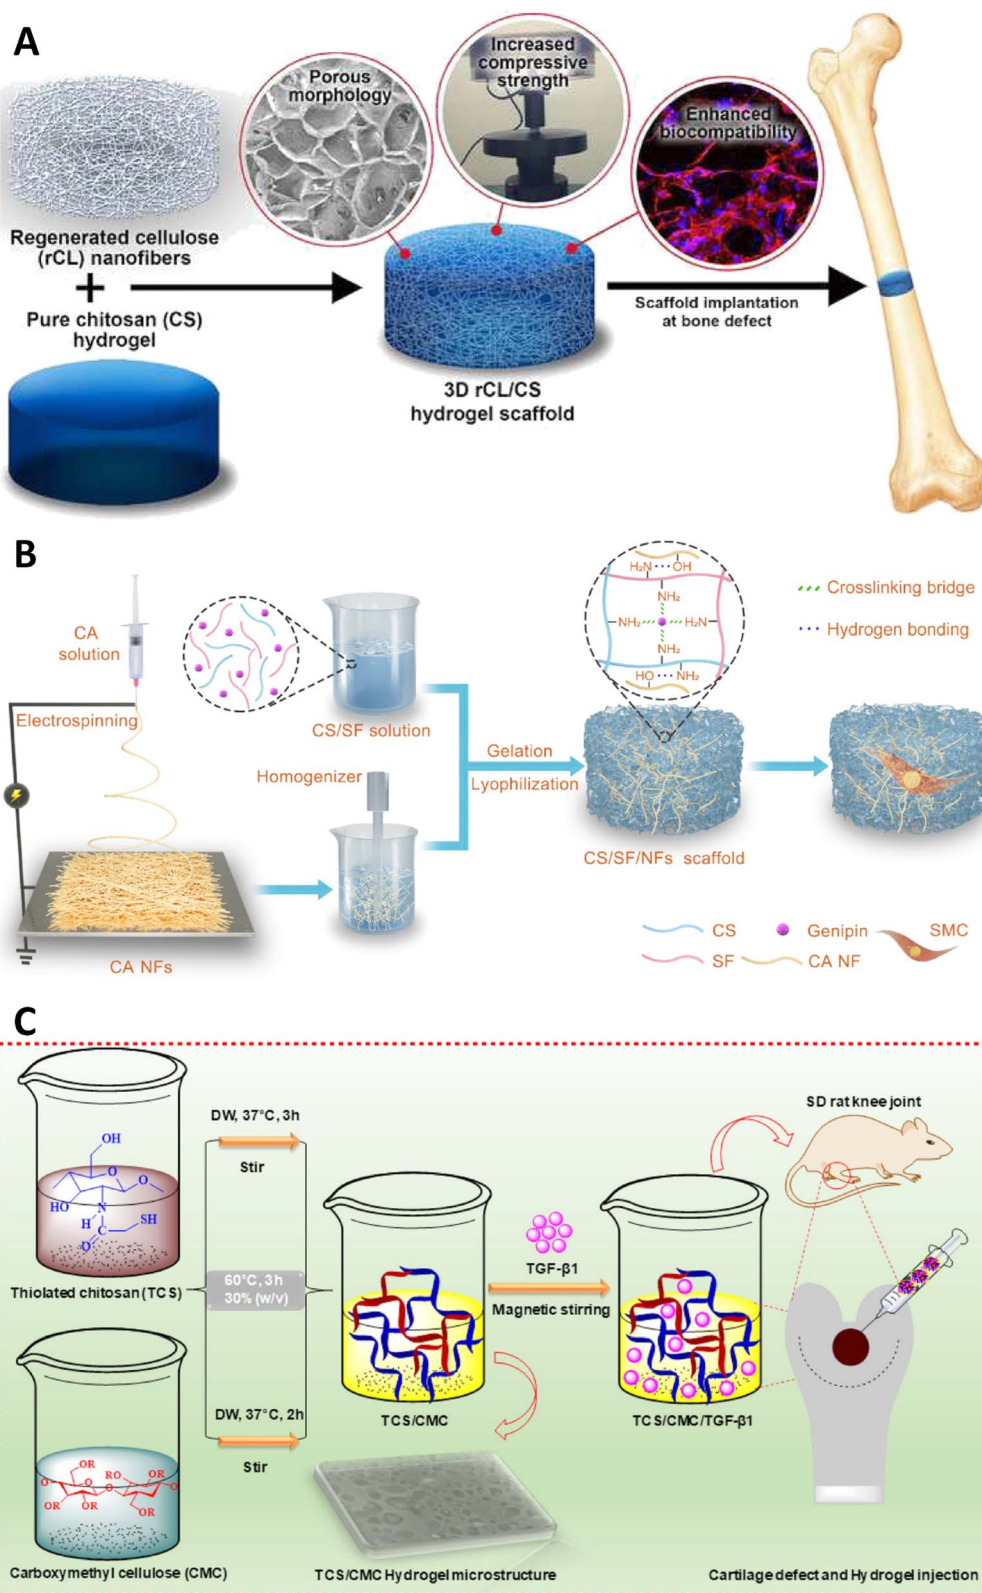 A
Porous
morphology
Increased
compressive
strength
Enhanced
biocompatibility
Regenerated cellulose
(rCL) nanofibers
+
Pure chitosan (CS)
hydrogel
3D rCL/CS
hydrogel scaffold
Scaffold implantation
at bone defect
B
CA
solution
Electrospinning
CA NFs
CS/SF solution
Homogenizer
Gelation
Lyophilization
H₂N
OH
NH₂
NH₂
H₂N
NH₂
HO
NH₂
CS/SF/NFs scaffold
Crosslinking bridge
Hydrogen bonding
CS
Genipin
SMC
SF
CA NF
C
OH
O
O
O
HO
N
H
C
O
SH
Thiolated chitosan (TCS)
DW, 37°C, 3h
Stir
60°C, 3h
30% (w/v)
DW, 37°C, 2h
Stir
OR
OR
RO
O
O
O
O
O
OR
OR
OR
Carboxymethyl cellulose (CMC)
TCS/CMC
TGF-β1
Magnetic stirring
TCS/CMC/TGF-β1
SD rat knee joint
TCS/CMC Hydrogel microstructure
Cartilage defect and Hydrogel injection